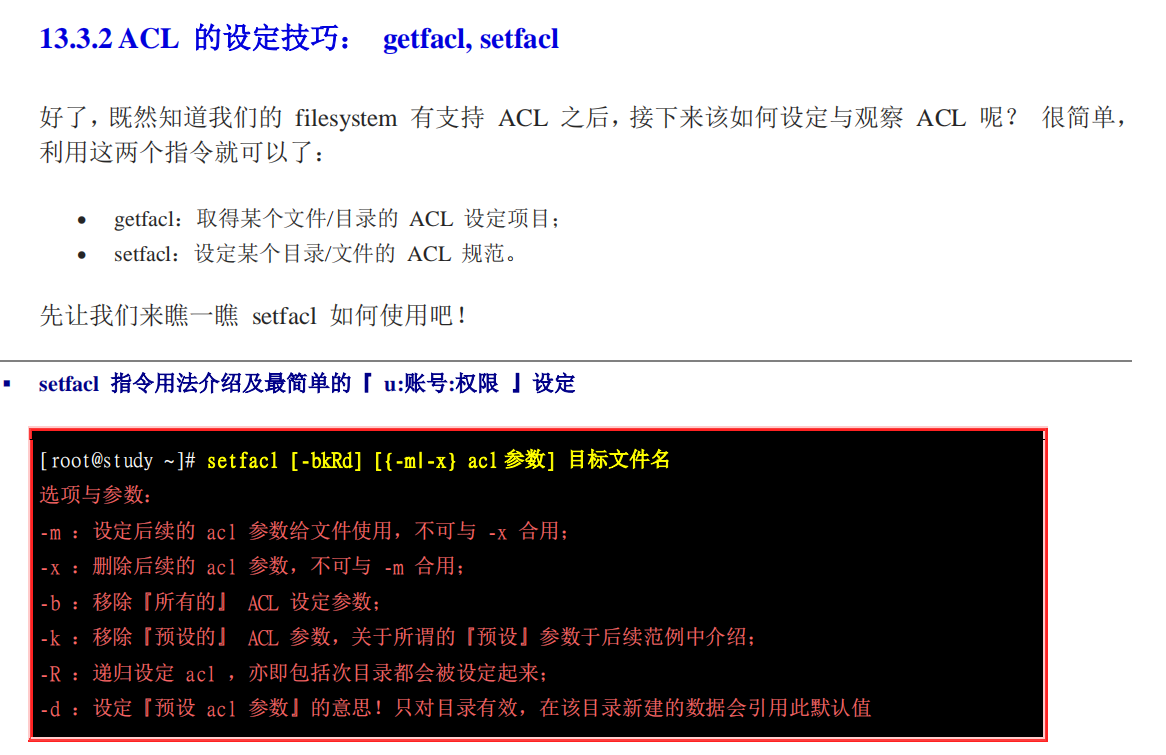 13.3.2 ACL 的设定技巧： getfacl, setfacl
好了，既然知道我们的 filesystem 有支持 ACL 之后，接下来该如何设定与观察 ACL 呢？ 很简单，
利用这两个指令就可以了：
• getfacl：取得某个文件/目录的 ACL 设定项目；
• setfacl：设定某个目录/文件的 ACL 规范。
先让我们来瞧一瞧 setfacl 如何使用吧！
▪ setfacl 指令用法介绍及最简单的『 u:账号:权限 』设定
[root@study ~]# setfacl [-bkRd] [{-m|-x} acl 参数] 目标文件名
选项与参数：
-m ：设定后续的 acl 参数给文件使用，不可与 -x 合用；
-x ：删除后续的 acl 参数，不可与 -m 合用；
-b ：移除『所有的』 ACL 设定参数；
-k ：移除『预设的』 ACL 参数，关于所谓的『预设』参数于后续范例中介绍；
-R ：递归设定 acl ，亦即包括次目录都会被设定起来；
-d ：设定『预设 acl 参数』的意思！只对目录有效，在该目录新建的数据会引用此默认值